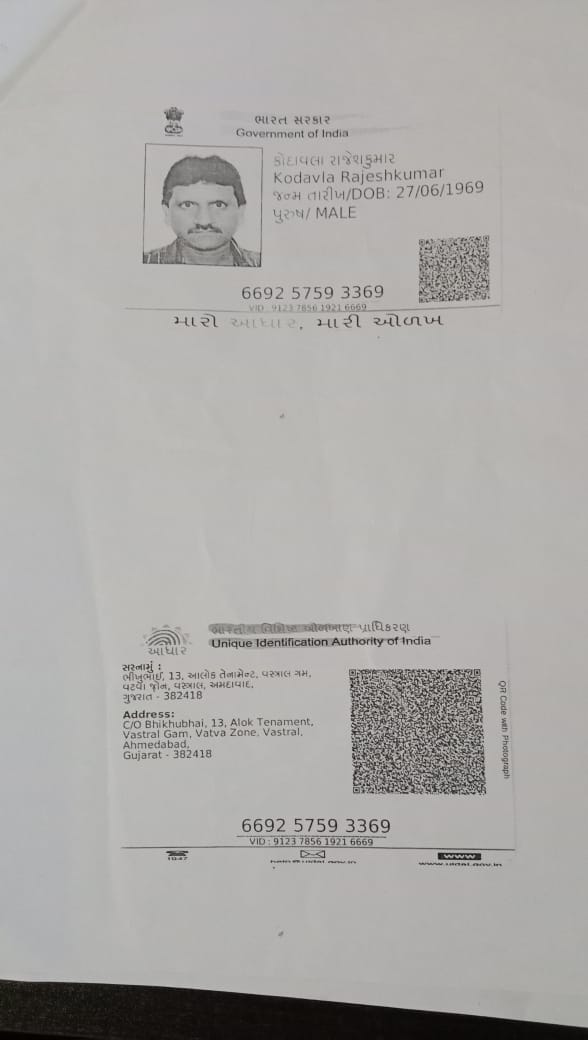 ભારત સરકાર
Government of India
કોદાવલા રાજેશકુમાર
Kodavla Rajeshkumar
જન્મ તારીખ/DOB: 27/06/1969
પુરુષ/ MALE
6692 5759 3369
VID : 9123 7856 1921 6669
મારો આધાર, મારી ઓળખ
ભારતીય વિશિષ્ટ ઓળખાણ પ્રાધિકરણ
Unique Identification Authority of India
આધાર
સરનામું :
ભીખુભાઈ, 13, આલોક તેનામેન્ટ, વસ્ત્રાલ ગામ,
વટવા જોન, વસ્ત્રાલ, અમદાવાદ,
ગુજરાત - 382418
Address:
C/O Bhikhubhai, 13, Alok Tenament,
Vastral Gam, Vatva Zone, Vastral,
Ahmedabad,
Gujarat - 382418
QR Code with Photograph
6692 5759 3369
VID : 9123 7856 1921 6669
1947
www
www.uidai.gov.in